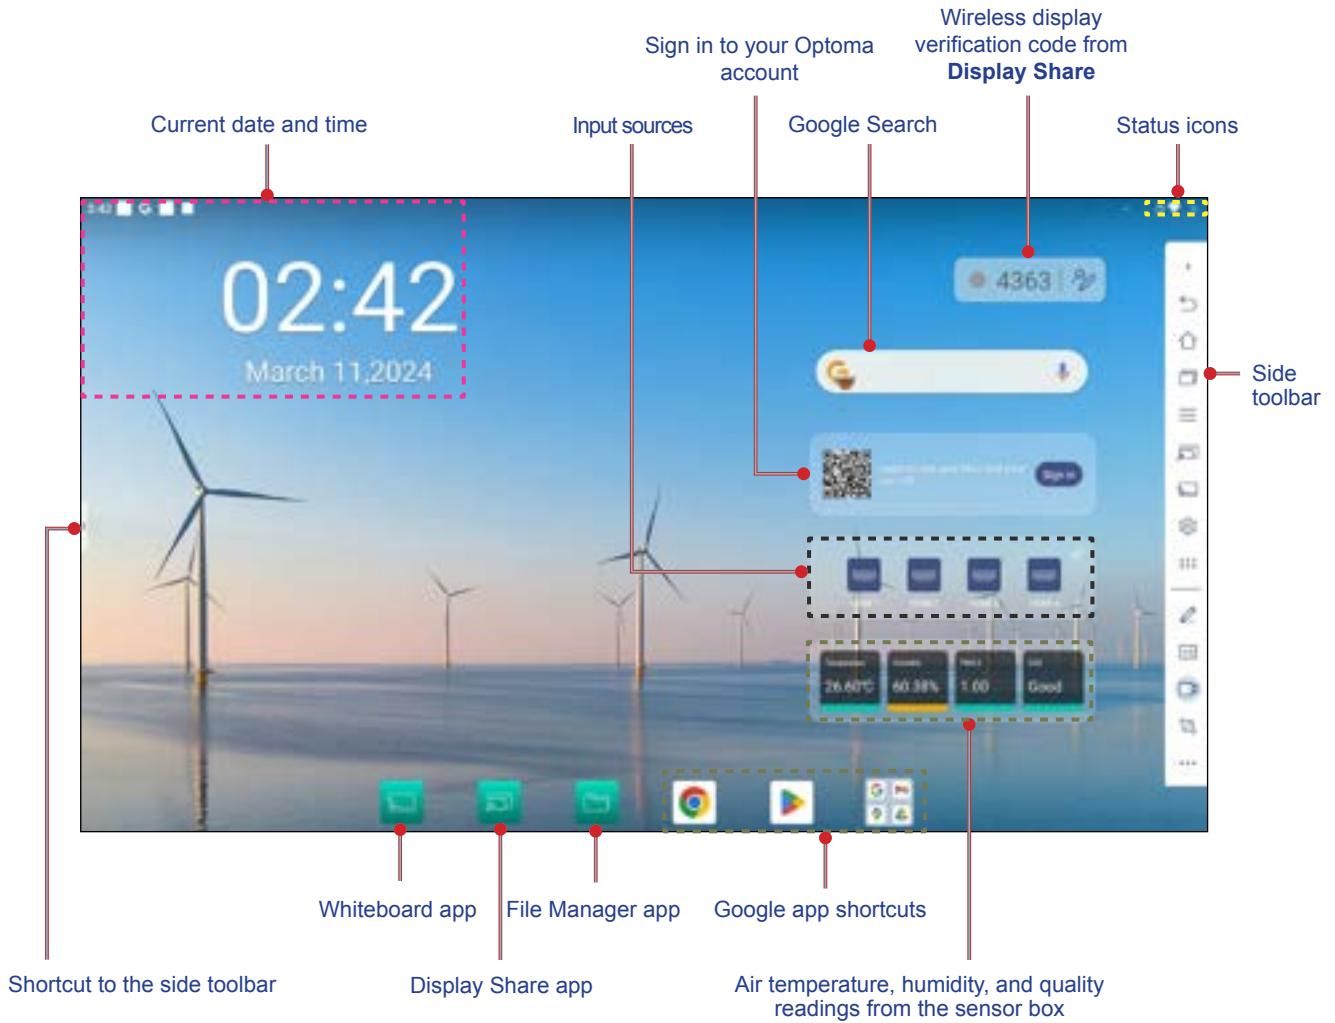 Wireless display
verification code from
Display Share
Sign in to your Optoma
account
Current date and time
Input sources
Google Search
Status icons
02:42
March 11,2024
4363
Side
toolbar
Sign in
26.60°C
60.38%
1.00
Good
Whiteboard app
File Manager app
Google app shortcuts
Shortcut to the side toolbar
Display Share app
Air temperature, humidity, and quality
readings from the sensor box